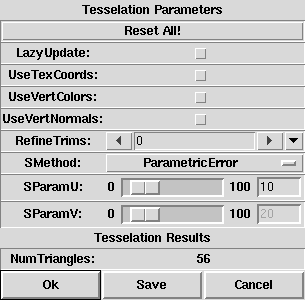 Tesselation Parameters
Reset All!
LazyUpdate:
UseTexCoords:
UseVertColors:
UseVertNormals:
RefineTrims: 0
SMethod: ParametricError
SParamU: 0 100 10
SParamV: 0 100 20
Tesselation Results
NumTriangles: 56
Ok Save Cancel